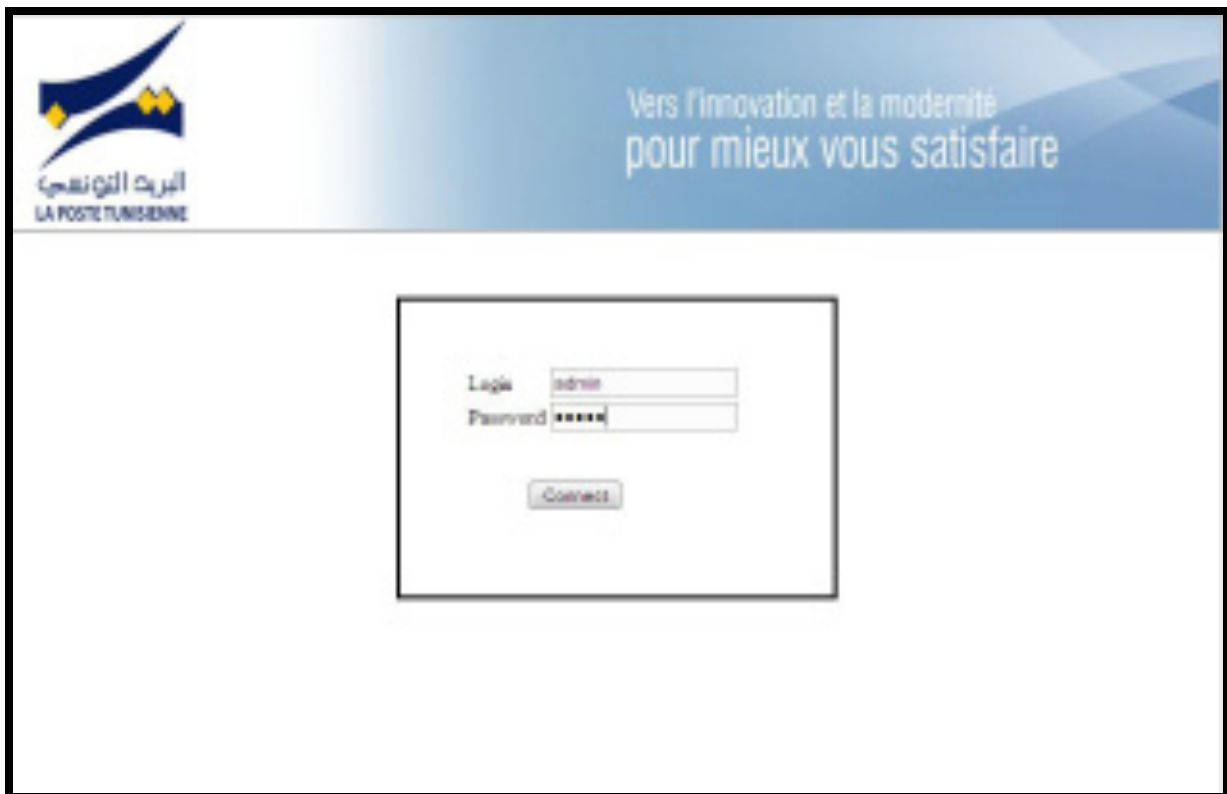 البريد التونسي
LA POSTE TUNISIENNE
Vers l'innovation et la modernité
pour mieux vous satisfaire
Login admin
Password •••••
Connect